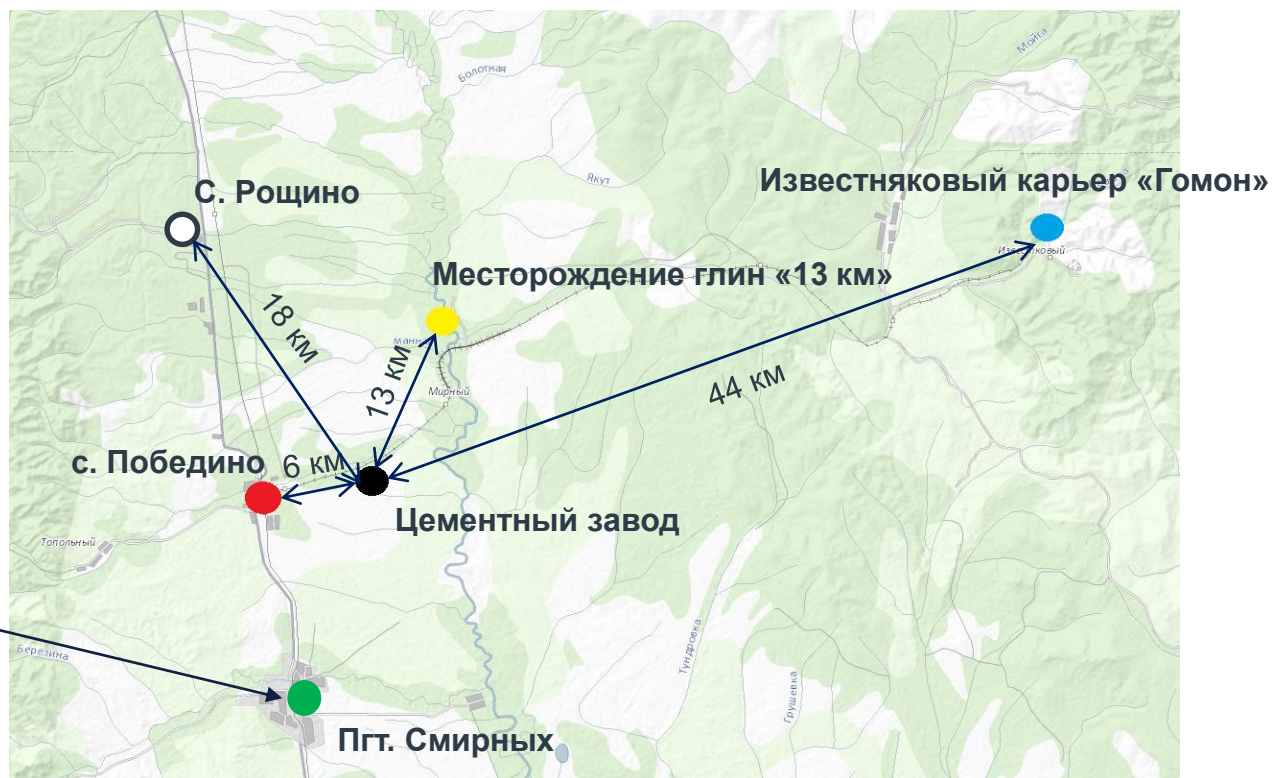 Мойга
Болотная
Якут
Известняковый карьер «Гомон»
С. Рощино
Известковый
Месторождение глин «13 км»
18 км
13 км
44 км
Мирный
с. Победино
6 км
Цементный завод
Топольный
Тундровка
Березина
Грушевка
Пгт. Смирных